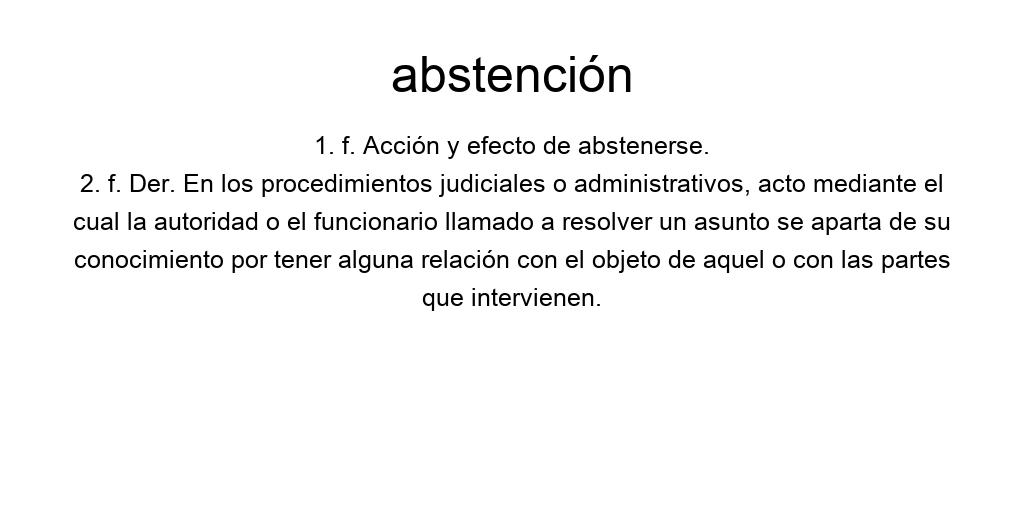 abstención
1. f. Acción y efecto de abstenerse.
2. f. Der. En los procedimientos judiciales o administrativos, acto mediante el
cual la autoridad o el funcionario llamado a resolver un asunto se aparta de su
conocimiento por tener alguna relación con el objeto de aquel o con las partes
que intervienen.